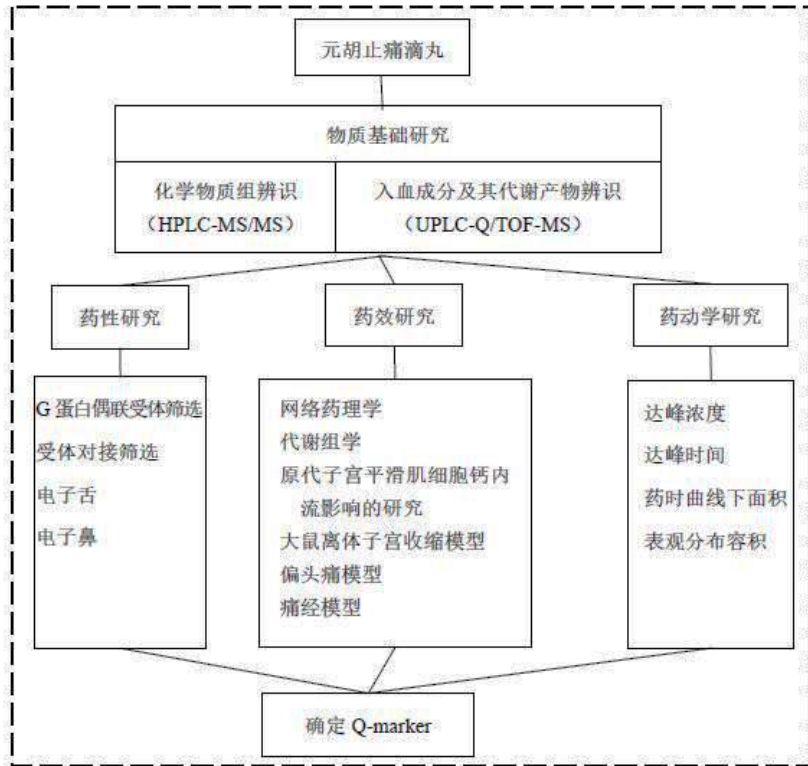 元胡止痛滴丸
物质基础研究
化学物质组辨识
（HPLC-MS/MS）
入血成分及其代谢产物辨识
（UPLC-Q/TOF-MS）
药性研究
药效研究
药动学研究
G 蛋白偶联受体筛选
受体对接筛选
电子舌
电子鼻
网络药理学
代谢组学
原代子宫平滑肌细胞钙内
流影响的研究
大鼠离体子宫收缩模型
偏头痛模型
痛经模型
达峰浓度
达峰时间
药时曲线下面积
表观分布容积
确定 Q-marker